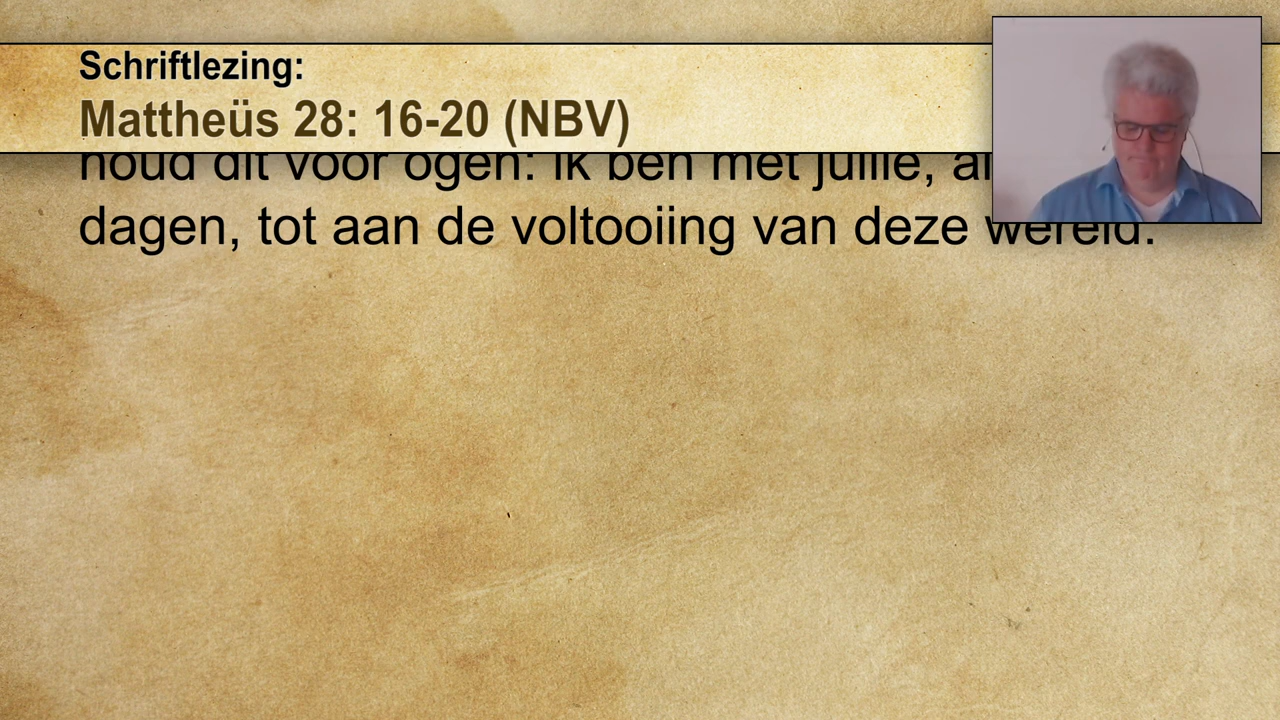 Schriftlezing:
Mattheüs 28: 16-20 (NBV)
houd dit voor ogen: ik ben met jullie,
dagen, tot aan de voltooiing van deze wereld.